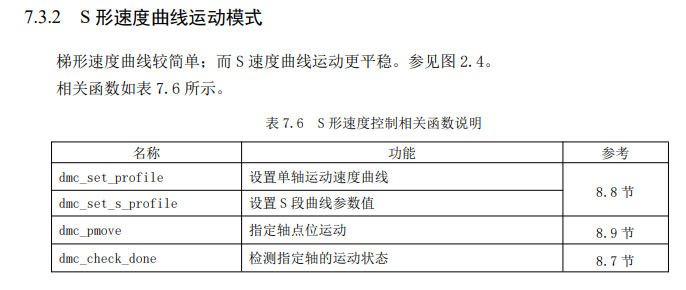 7.3.2 S 形速度曲线运动模式
梯形速度曲线较简单；而 S 速度曲线运动更平稳。参见图 2.4。
相关函数如表 7.6 所示。
表 7.6 S 形速度控制相关函数说明
名称 功能 参考
dmc_set_profile 设置单轴运动速度曲线 8.8 节
dmc_set_s_profile 设置 S 段曲线参数值
dmc_pmove 指定轴点位运动 8.9 节
dmc_check_done 检测指定轴的运动状态 8.7 节